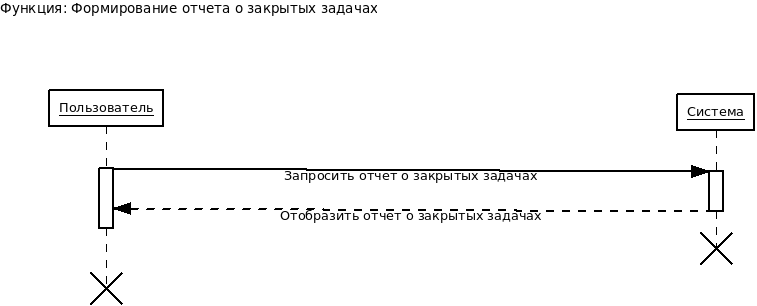 Функция: Формирование отчета о закрытых задачах
Пользователь
Система
Запросить отчет о закрытых задачах
Отобразить отчет о закрытых задачах